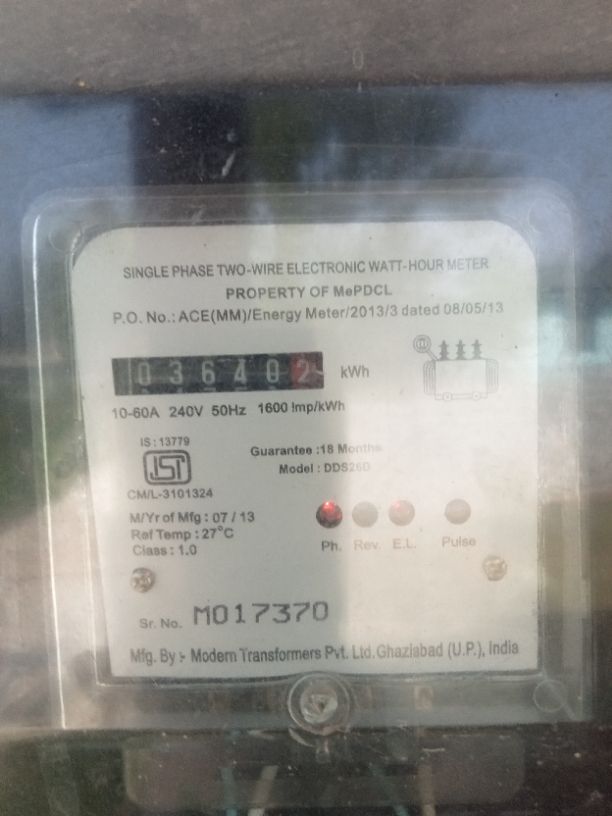 SINGLE PHASE TWO-WIRE ELECTRONIC WATT-HOUR METER
PROPERTY OF MePDCL
P.O. No.: ACE(MM)/Energy Meter/2013/3 dated 08/05/13
036402 kWh
10-60A 240V 50Hz 1600 Imp/kWh
IS : 13779
ISI
CM/L-3101324
Guarantee :18 Months
Model : DDS26D
M/Yr of Mfg : 07 / 13
Ref Temp : 27°C
Class : 1.0
Ph. Rev. E.L. Pulse
Sr. No. M017370
Mfg. By :- Modern Transformers Pvt. Ltd. Ghaziabad (U.P.), India